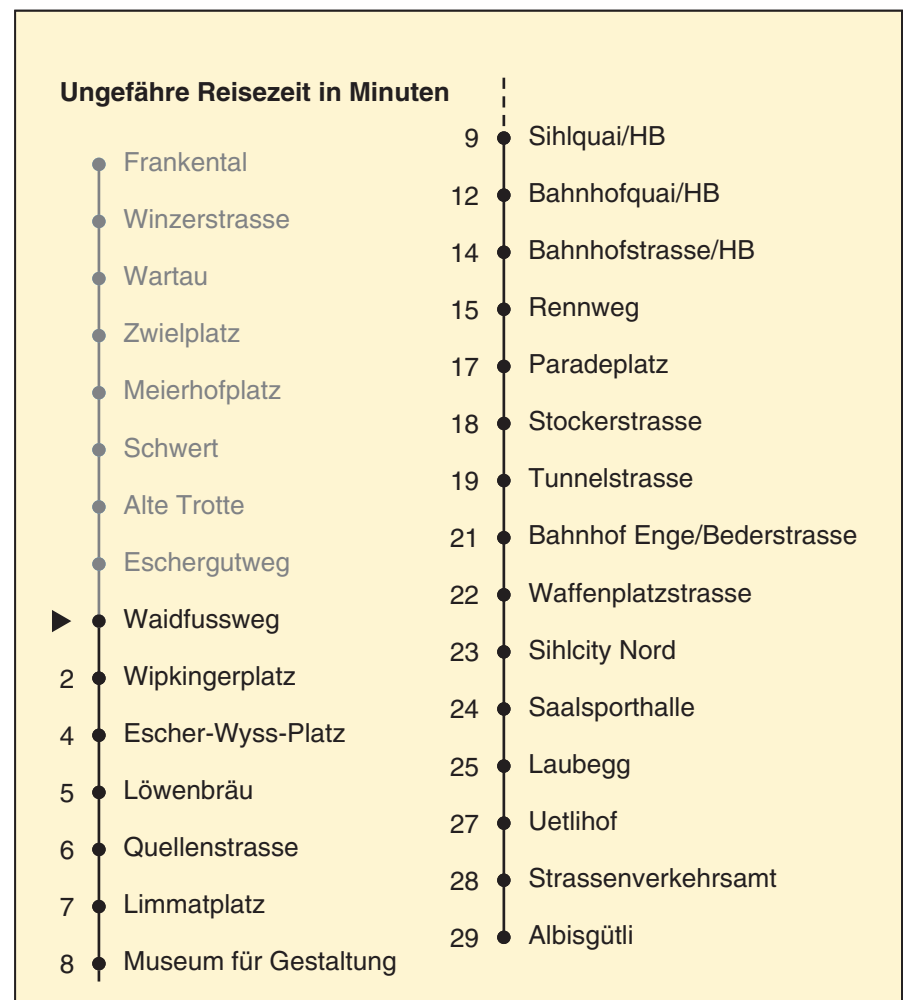 Ungefähre Reisezeit in Minuten
Frankental
Winzerstrasse
Wartau
Zwielplatz
Meierhofplatz
Schwert
Alte Trotte
Eschergutweg
Waidfussweg
2 Wipkingerplatz
4 Escher-Wyss-Platz
5 Löwenbräu
6 Quellenstrasse
7 Limmatplatz
8 Museum für Gestaltung
9 Sihlquai/HB
12 Bahnhofquai/HB
14 Bahnhofstrasse/HB
15 Rennweg
17 Paradeplatz
18 Stockerstrasse
19 Tunnelstrasse
21 Bahnhof Enge/Bederstrasse
22 Waffenplatzstrasse
23 Sihlcity Nord
24 Saalsporthalle
25 Laubegg
27 Uetlihof
28 Strassenverkehrsamt
29 Albisgütli